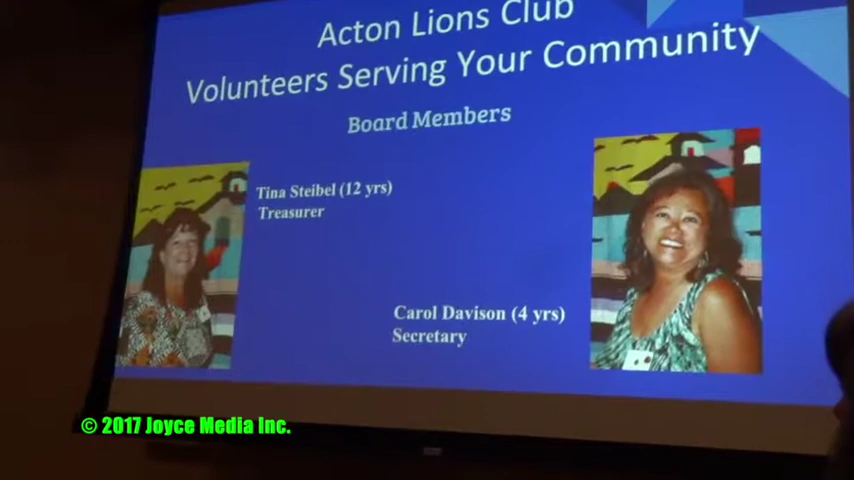 Acton Lions Club
Volunteers Serving Your Community
Board Members
Tina Steibel (12 yrs)
Treasurer
Carol Davison (4 yrs)
Secretary
© 2017 Joyce Media Inc.